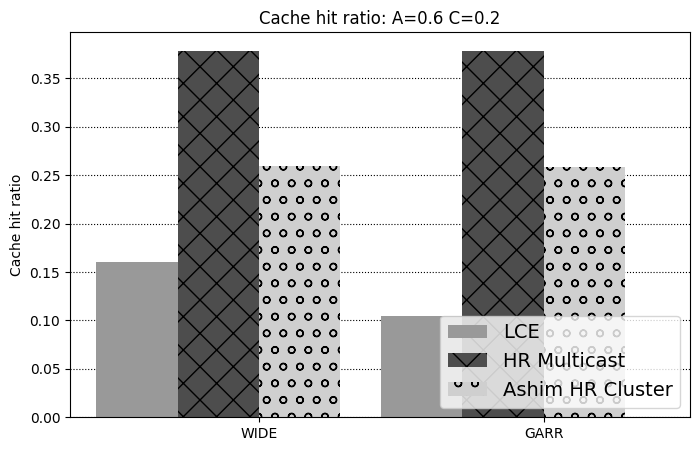 Cache hit ratio: A=0.6 C=0.2
Cache hit ratio
0.35
0.30
0.25
0.20
0.15
0.10
0.05
0.00
WIDE
GARR
LCE
HR Multicast
Ashim HR Cluster